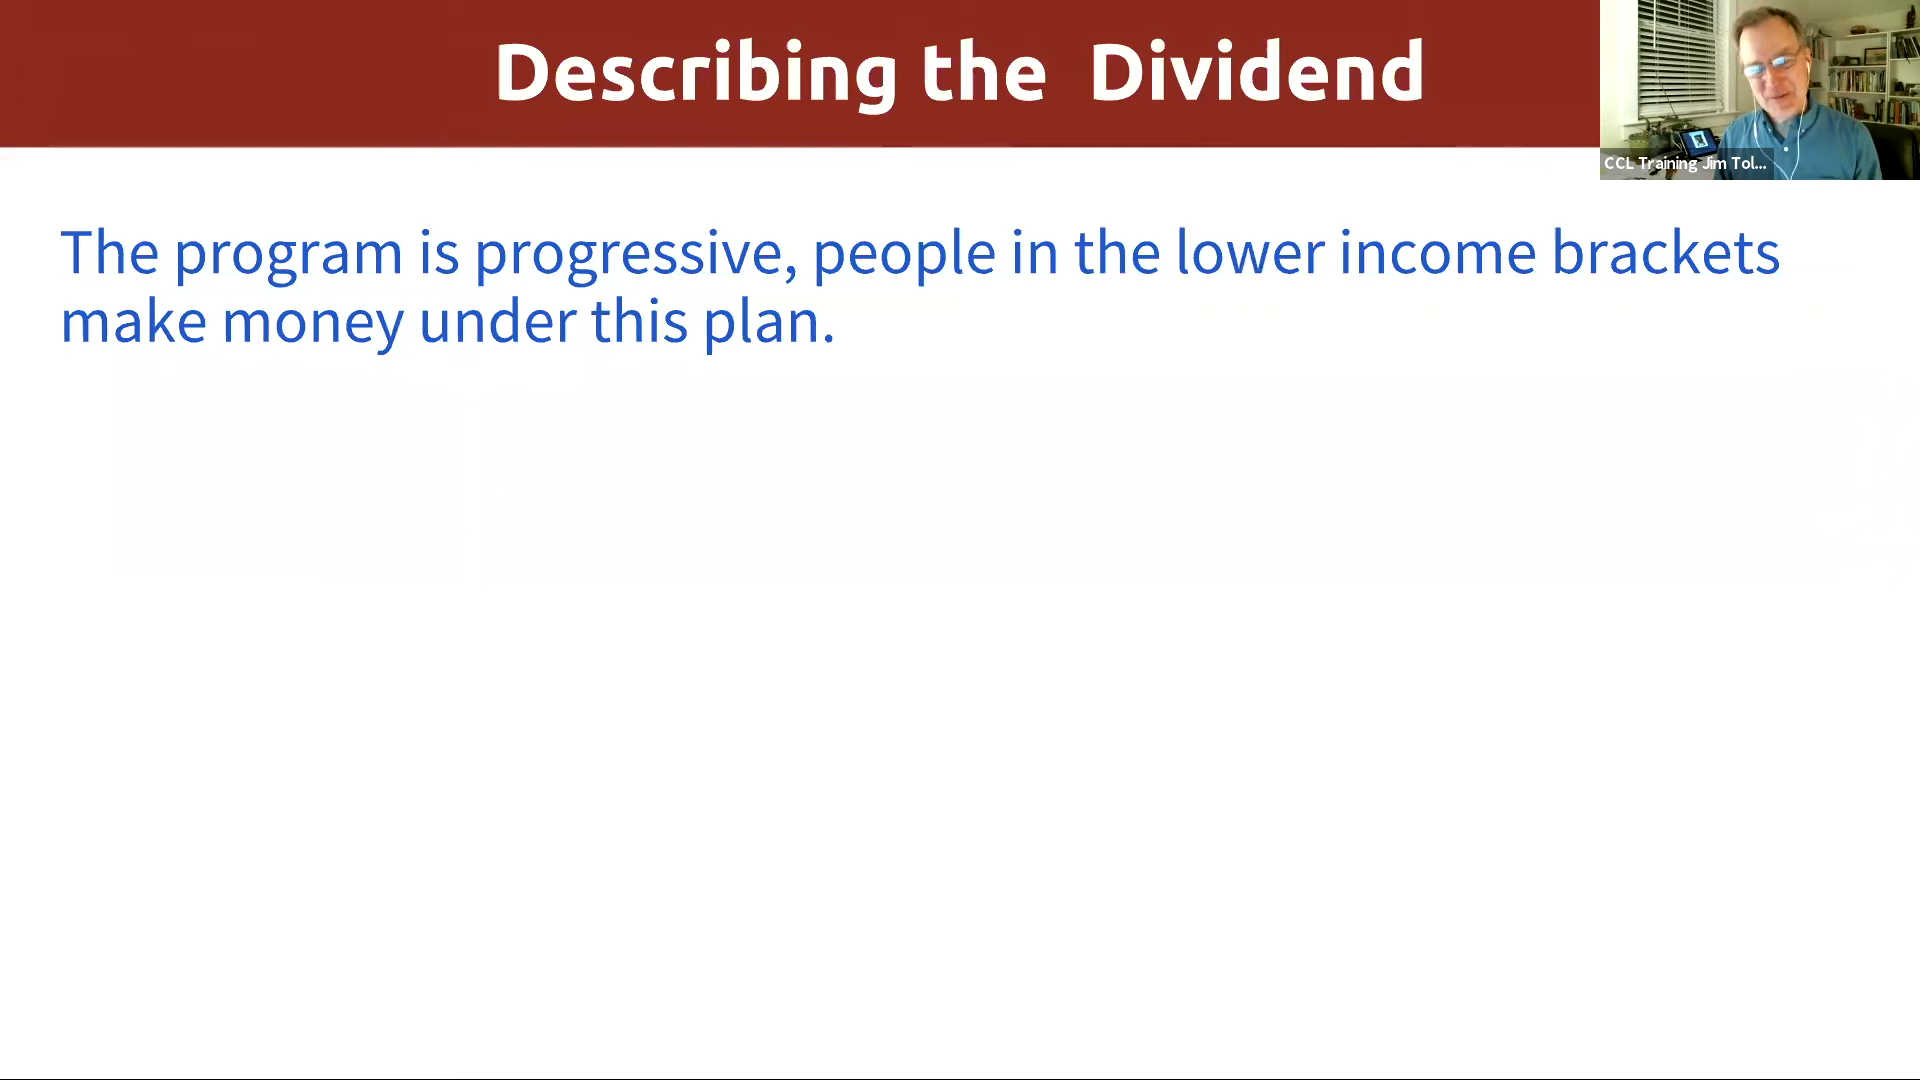 Describing the Dividend
CCL Training Jim Tol...
The program is progressive, people in the lower income brackets
make money under this plan.